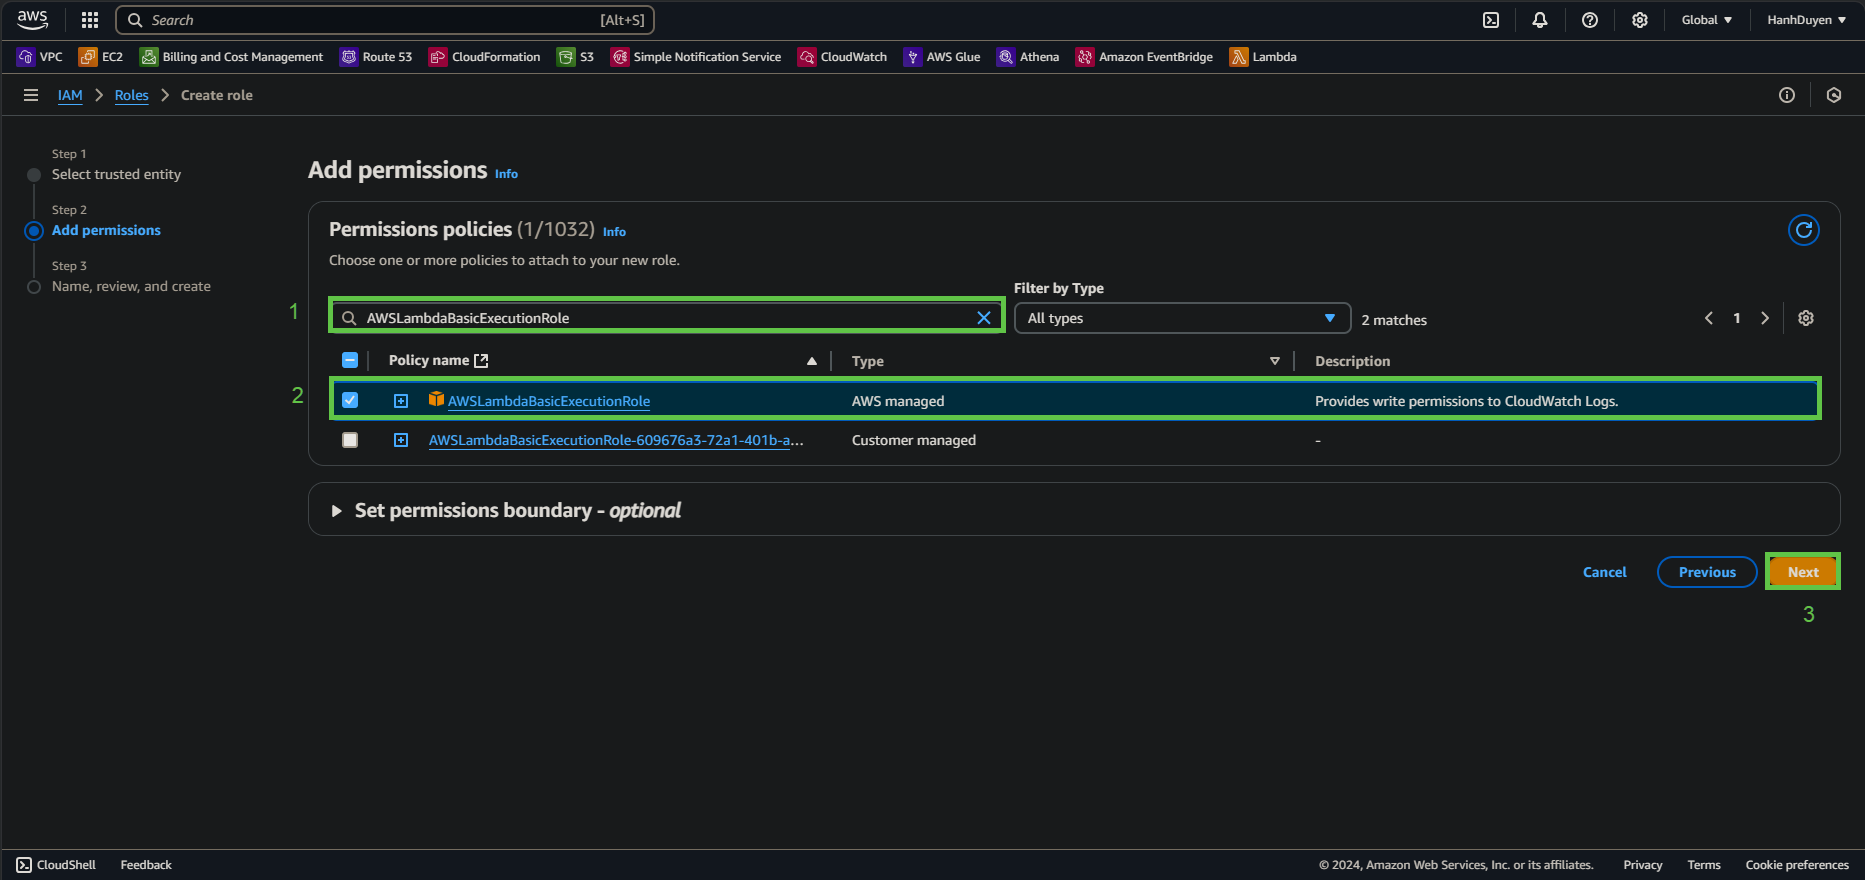 aws Search [Alt+S] Global HanhDuyen
VPC EC2 Billing and Cost Management Route 53 CloudFormation S3 Simple Notification Service CloudWatch AWS Glue Athena Amazon EventBridge Lambda
IAM Roles Create role
Step 1
Select trusted entity
Step 2
Add permissions
Step 3
Name, review, and create
Add permissions Info
Permissions policies (1/1032) Info
Choose one or more policies to attach to your new role.
Filter by Type
1 AWSLambdaBasicExecutionRole All types 2 matches 1
Policy name Type Description
2 AWSLambdaBasicExecutionRole AWS managed Provides write permissions to CloudWatch Logs.
AWSLambdaBasicExecutionRole-609676a3-72a1-401b-a... Customer managed -
Set permissions boundary - optional
Cancel Previous Next
3
CloudShell Feedback © 2024, Amazon Web Services, Inc. or its affiliates. Privacy Terms Cookie preferences